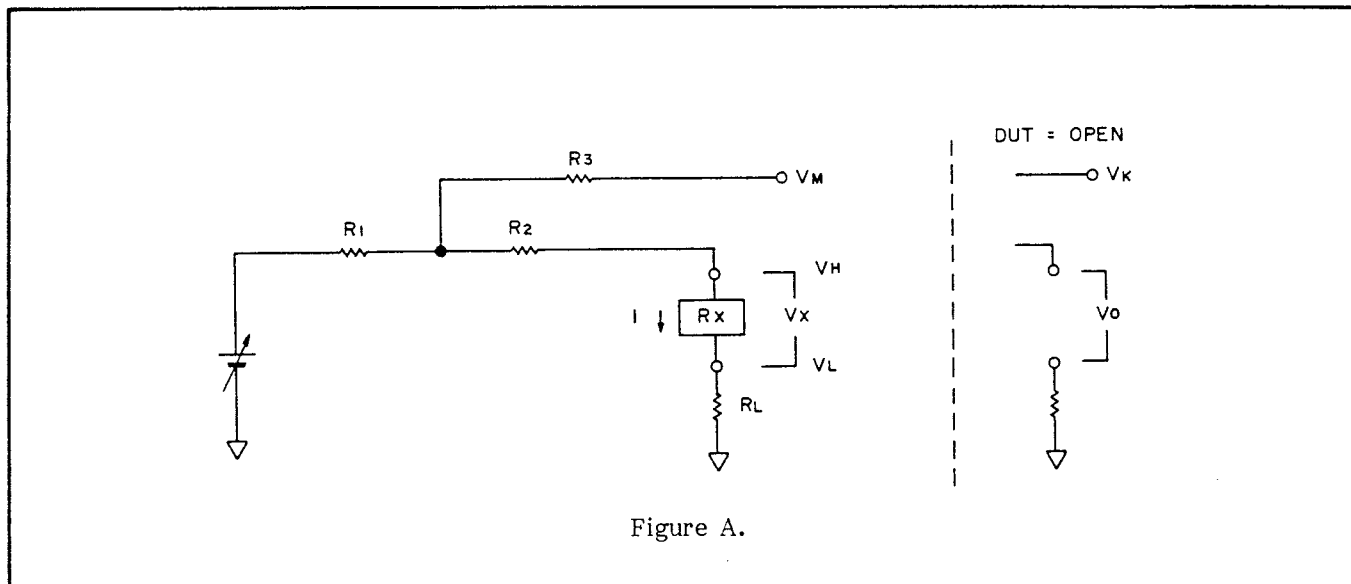 DUT = OPEN
R3
VM
VK
R1
R2
VH
I
RX
VX
VO
VL
RL
Figure A.